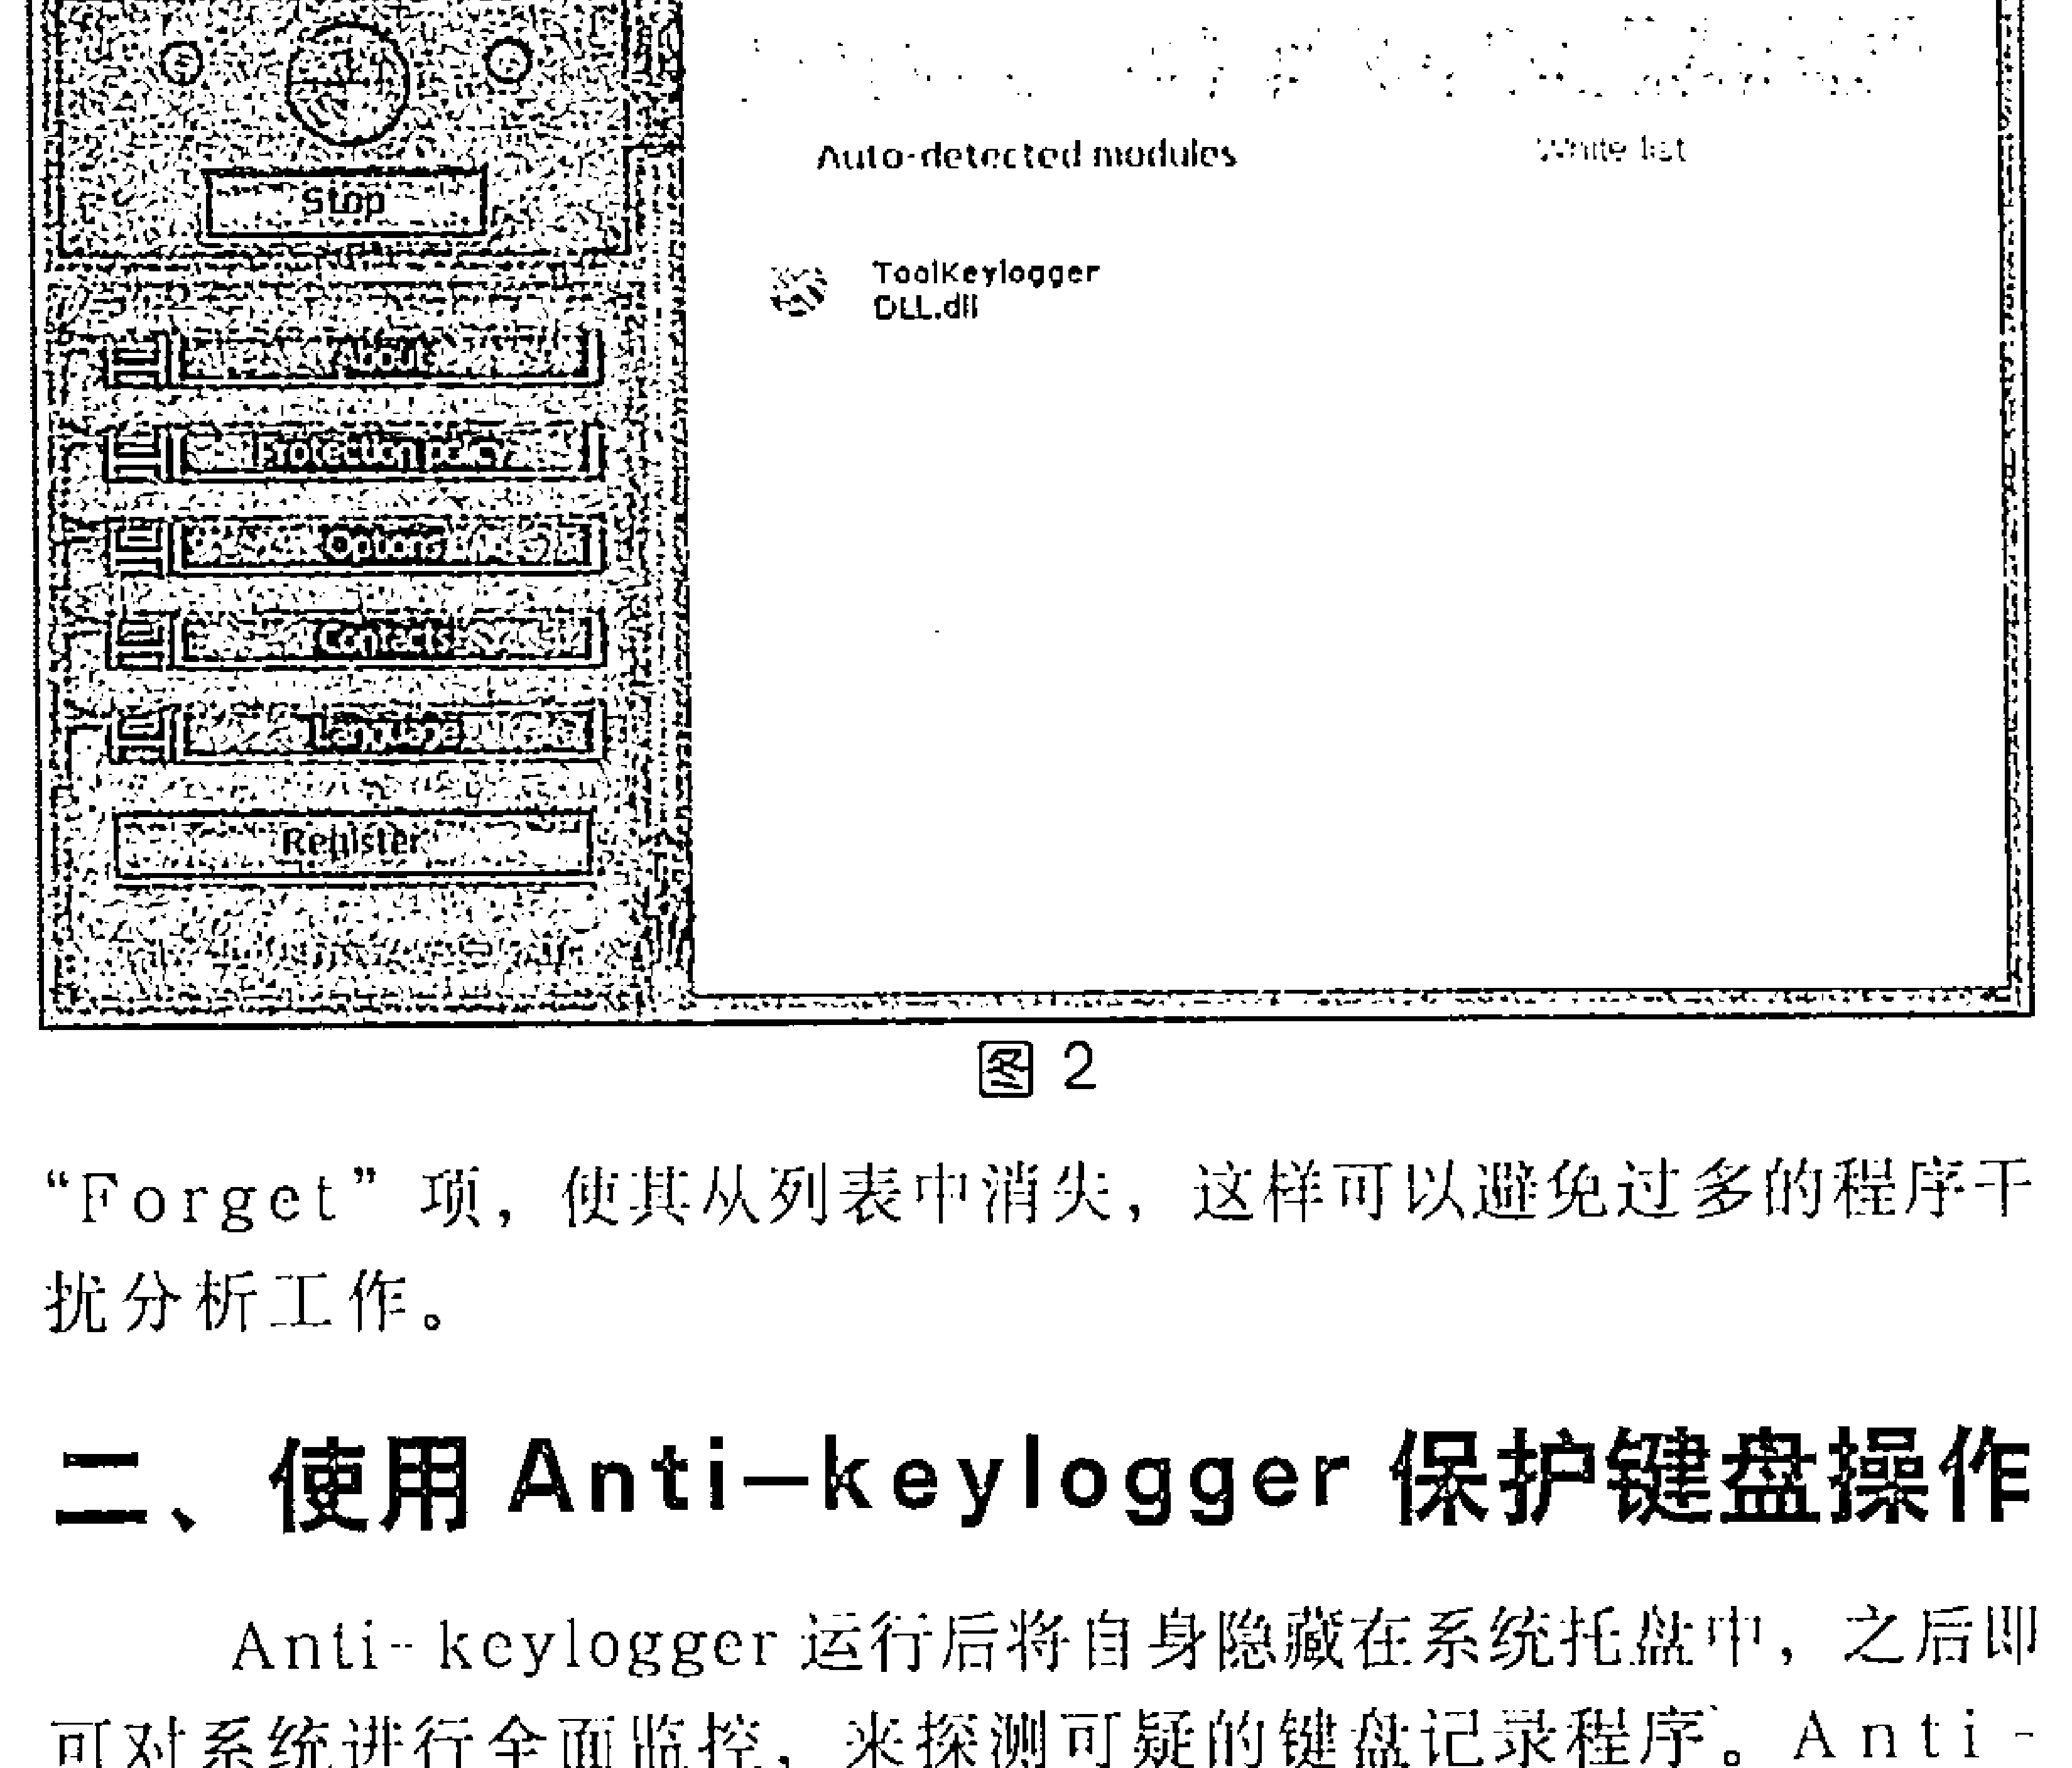 Stop
Auto-detected modules
White list
ToolKeylogger
DLL.dll
About
Protection policy
Options
Contacts
Language
Register
图 2
“Forget”项，使其从列表中消失，这样可以避免过多的程序干
扰分析工作。
二、使用 Anti-keylogger 保护键盘操作
Anti-keylogger 运行后将自身隐藏在系统托盘中，之后即
可对系统进行全面监控，来探测可疑的键盘记录程序。Anti-